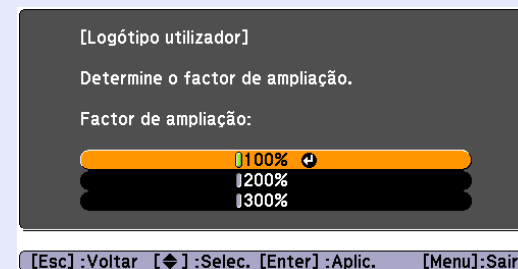 [Logótipo utilizador]
Determine o factor de ampliação.
Factor de ampliação:
100%
200%
300%
[Esc] :Voltar [◆] :Selec. [Enter] :Aplic. [Menu]:Sair